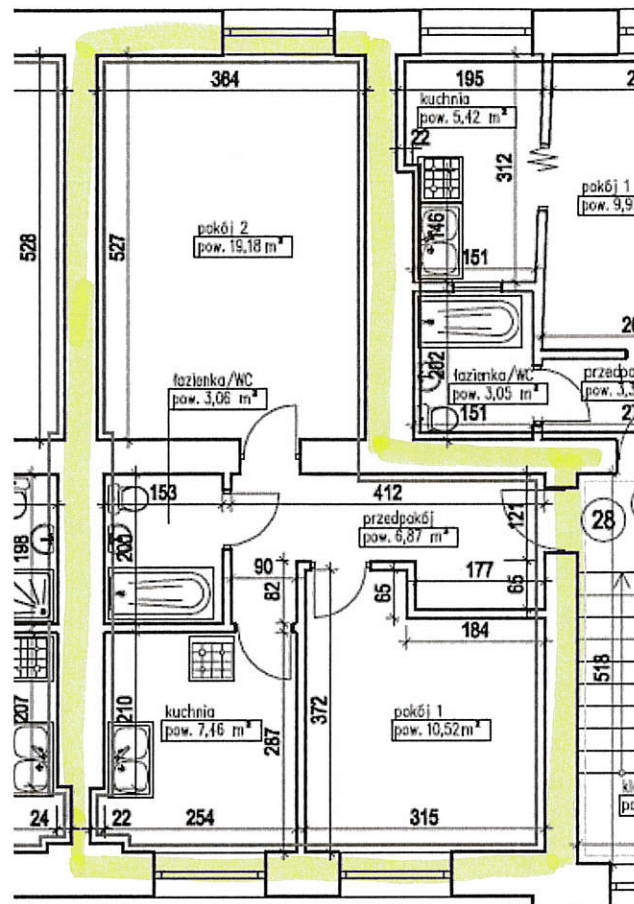 364
195
kuchnia
pow. 5,42 m²
22
312
pokój 1
528
527
pokój 2
pow. 19,18 m²
146
151
202
łazienka/WC
pow. 3,06 m²
łazienka/WC
pow. 3,05 m²
151
153
412
198
200
przedpokój
pow. 6,87 m²
121
28
90
82
65
177
65
184
518
207
210
kuchnia
pow. 7,46 m²
287
372
pokój 1
pow. 10,52m²
24
22
254
315